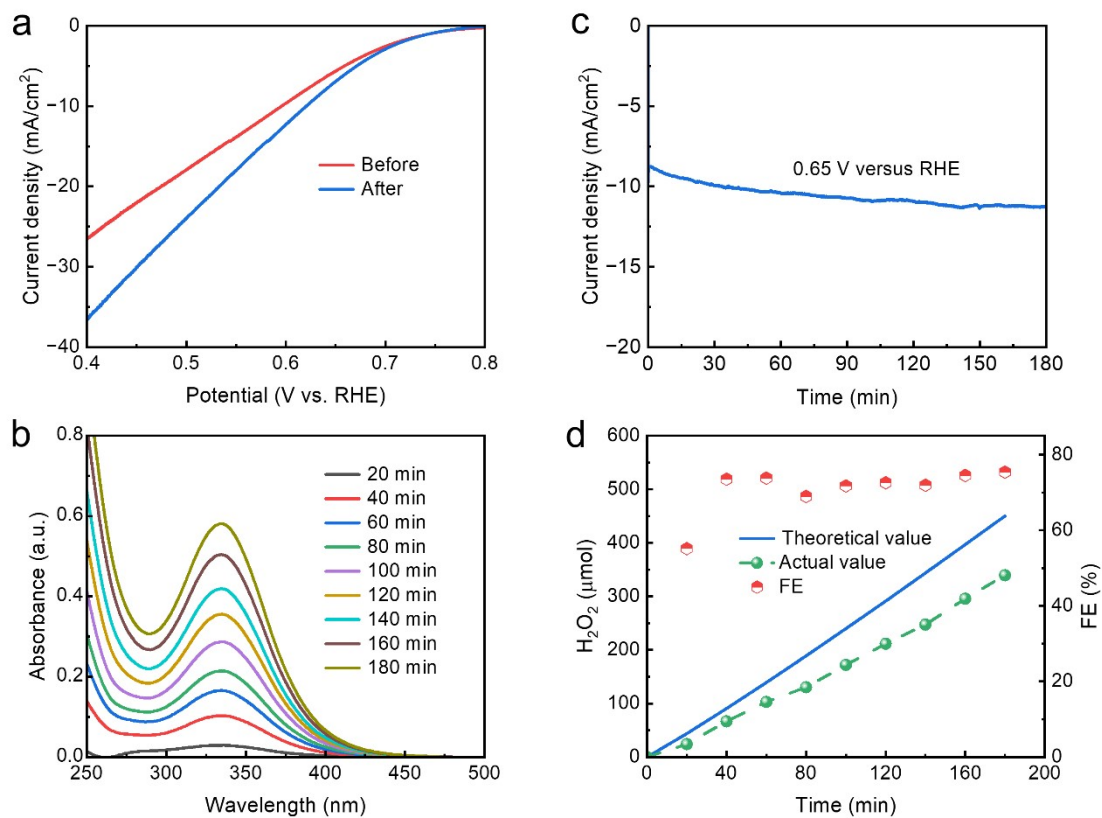 a
0
−10
−20
−30
−40
Current density (mA/cm²)
Before
After
0.4
0.5
0.6
0.7
0.8
Potential (V vs. RHE)
c
0
−5
−10
−15
−20
Current density (mA/cm²)
0.65 V versus RHE
0
30
60
90
120
150
180
Time (min)
b
0.8
0.6
0.4
0.2
0.0
Absorbance (a.u.)
20 min
40 min
60 min
80 min
100 min
120 min
140 min
160 min
180 min
250
300
350
400
450
500
Wavelength (nm)
d
600
500
400
300
200
100
0
H₂O₂ (μmol)
Theoretical value
Actual value
FE
80
60
40
20
0
FE (%)
0
40
80
120
160
200
Time (min)